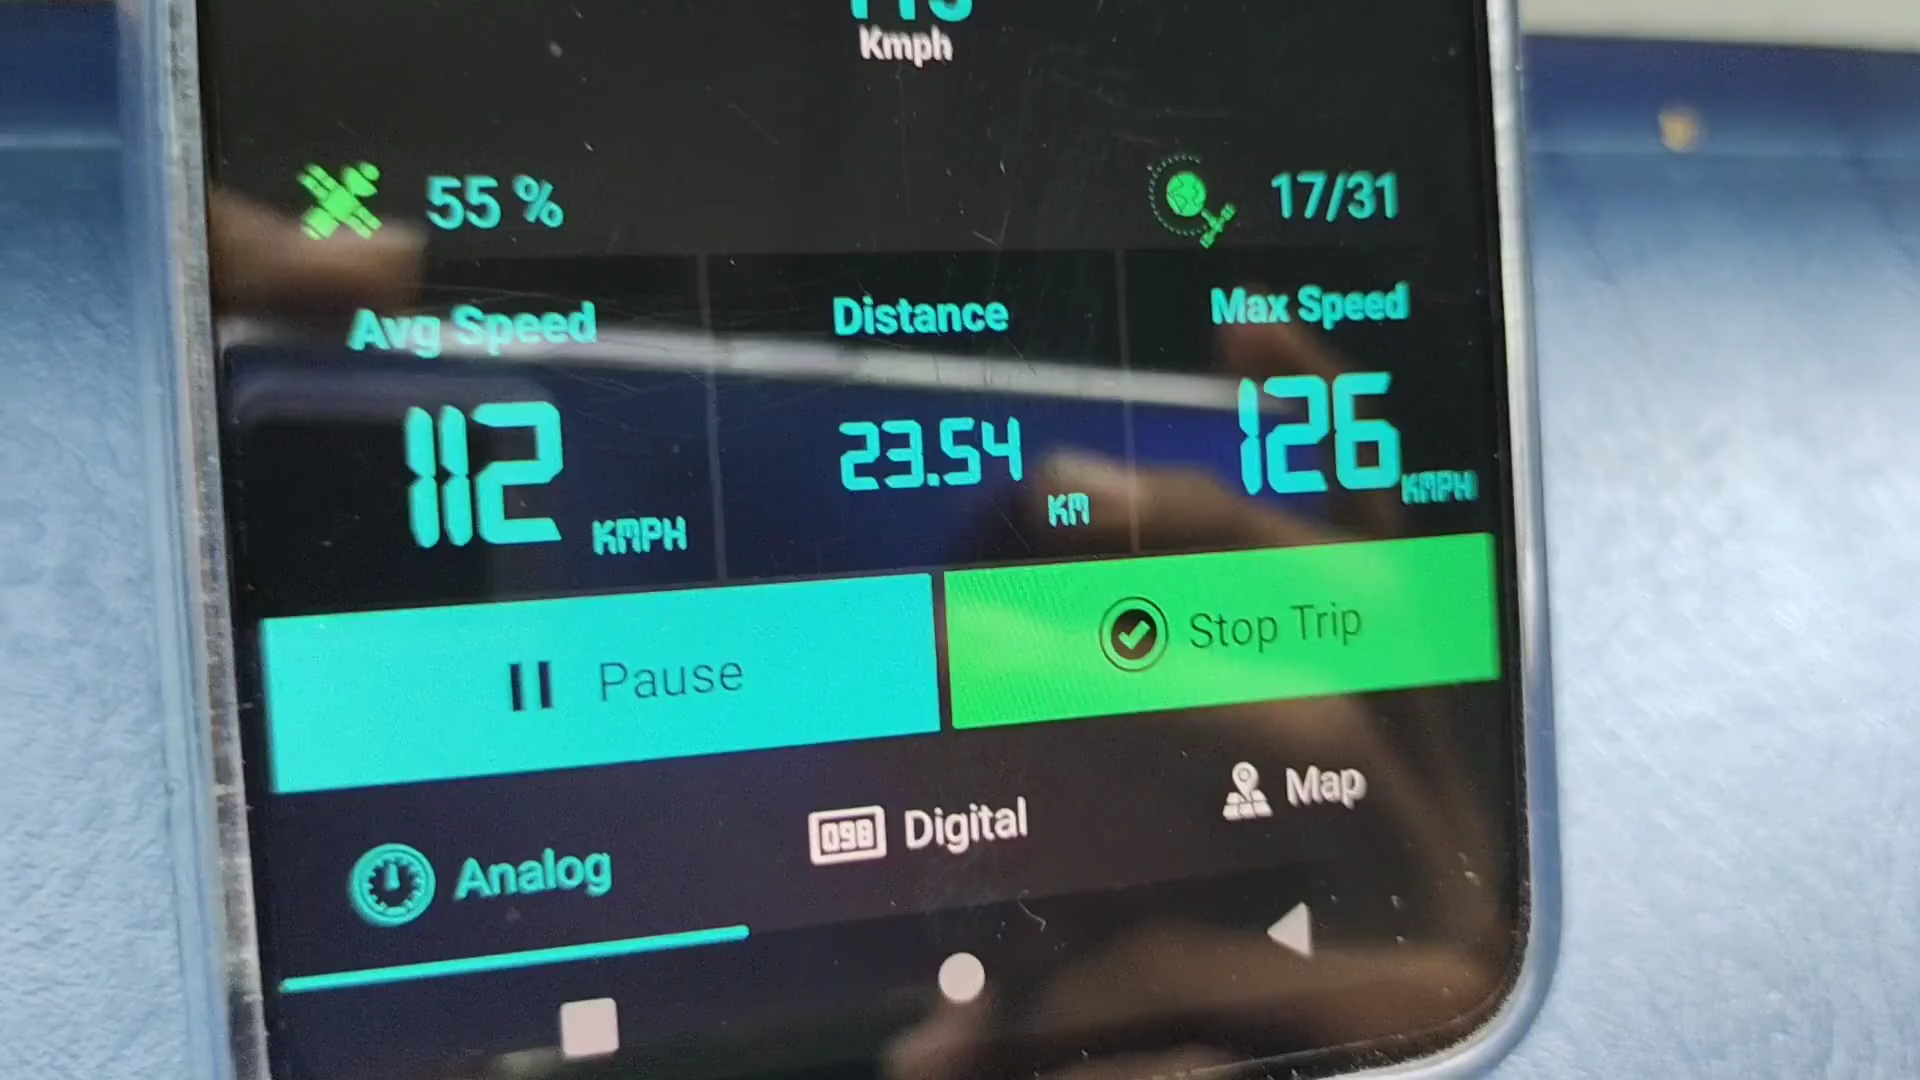 Kmph
55 %
17/31
Avg Speed
Distance
Max Speed
112 KMPH
23.54 KM
126 KMPH
Pause
Stop Trip
Analog
090 Digital
Map